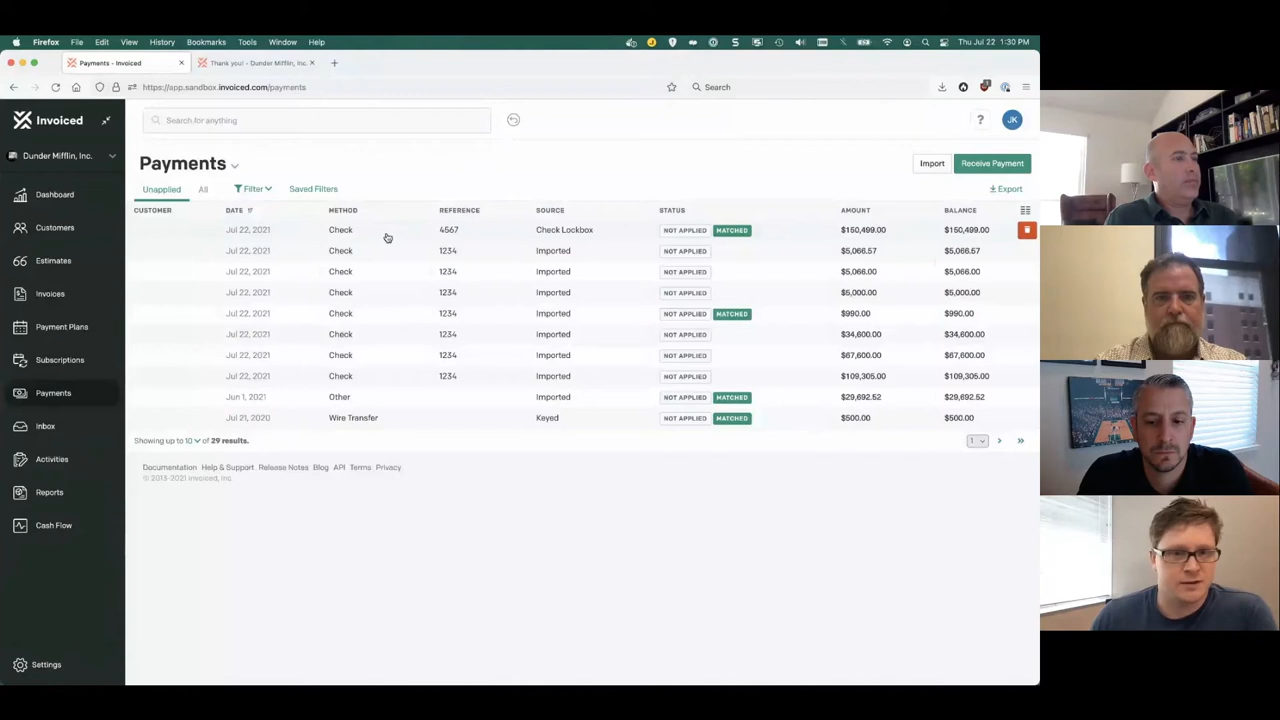 Firefox File Edit View History Bookmarks Tools Window Help Thu Jul 22 1:30 PM
Payments - Invoiced Thank you! - Dunder Mifflin, Inc.
https://app.sandbox.invoiced.com/payments Search
Invoiced Search for anything ? JK
Dunder Mifflin, Inc.
Payments Import Receive Payment
Unapplied All Filter Saved Filters Export
Dashboard
Customers
Estimates
Invoices
Payment Plans
Subscriptions
Payments
Inbox
Activities
Reports
Cash Flow
Settings
CUSTOMER DATE METHOD REFERENCE SOURCE STATUS AMOUNT BALANCE
Jul 22, 2021 Check 4567 Check Lockbox NOT APPLIED MATCHED $150,499.00 $150,499.00
Jul 22, 2021 Check 1234 Imported NOT APPLIED $5,066.57 $5,066.57
Jul 22, 2021 Check 1234 Imported NOT APPLIED $5,066.00 $5,066.00
Jul 22, 2021 Check 1234 Imported NOT APPLIED $5,000.00 $5,000.00
Jul 22, 2021 Check 1234 Imported NOT APPLIED MATCHED $990.00 $990.00
Jul 22, 2021 Check 1234 Imported NOT APPLIED $34,600.00 $34,600.00
Jul 22, 2021 Check 1234 Imported NOT APPLIED $67,600.00 $67,600.00
Jul 22, 2021 Check 1234 Imported NOT APPLIED $109,305.00 $109,305.00
Jun 1, 2021 Other NOT APPLIED MATCHED $29,692.52 $29,692.52
Jul 21, 2020 Wire Transfer Keyed NOT APPLIED MATCHED $500.00 $500.00
Showing up to 10 of 29 results. 1
Documentation Help & Support Release Notes Blog API Terms Privacy
© 2013-2021 Invoiced, Inc.